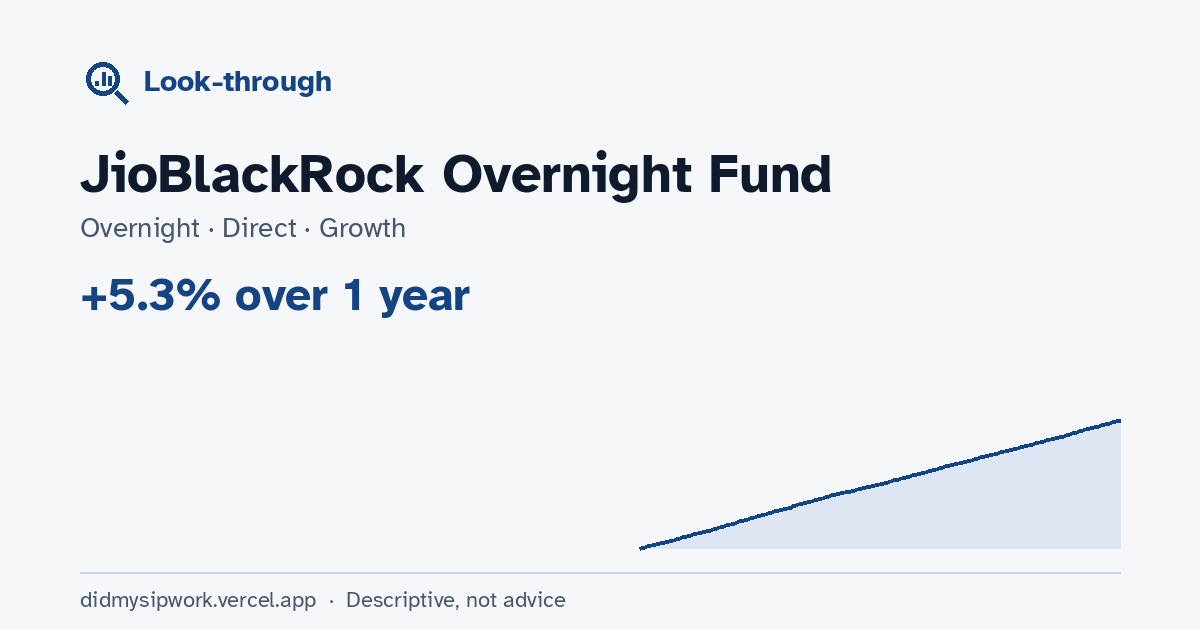 Look-through
JioBlackRock Overnight Fund
Overnight · Direct · Growth
+5.3% over 1 year
didmysipwork.vercel.app · Descriptive, not advice